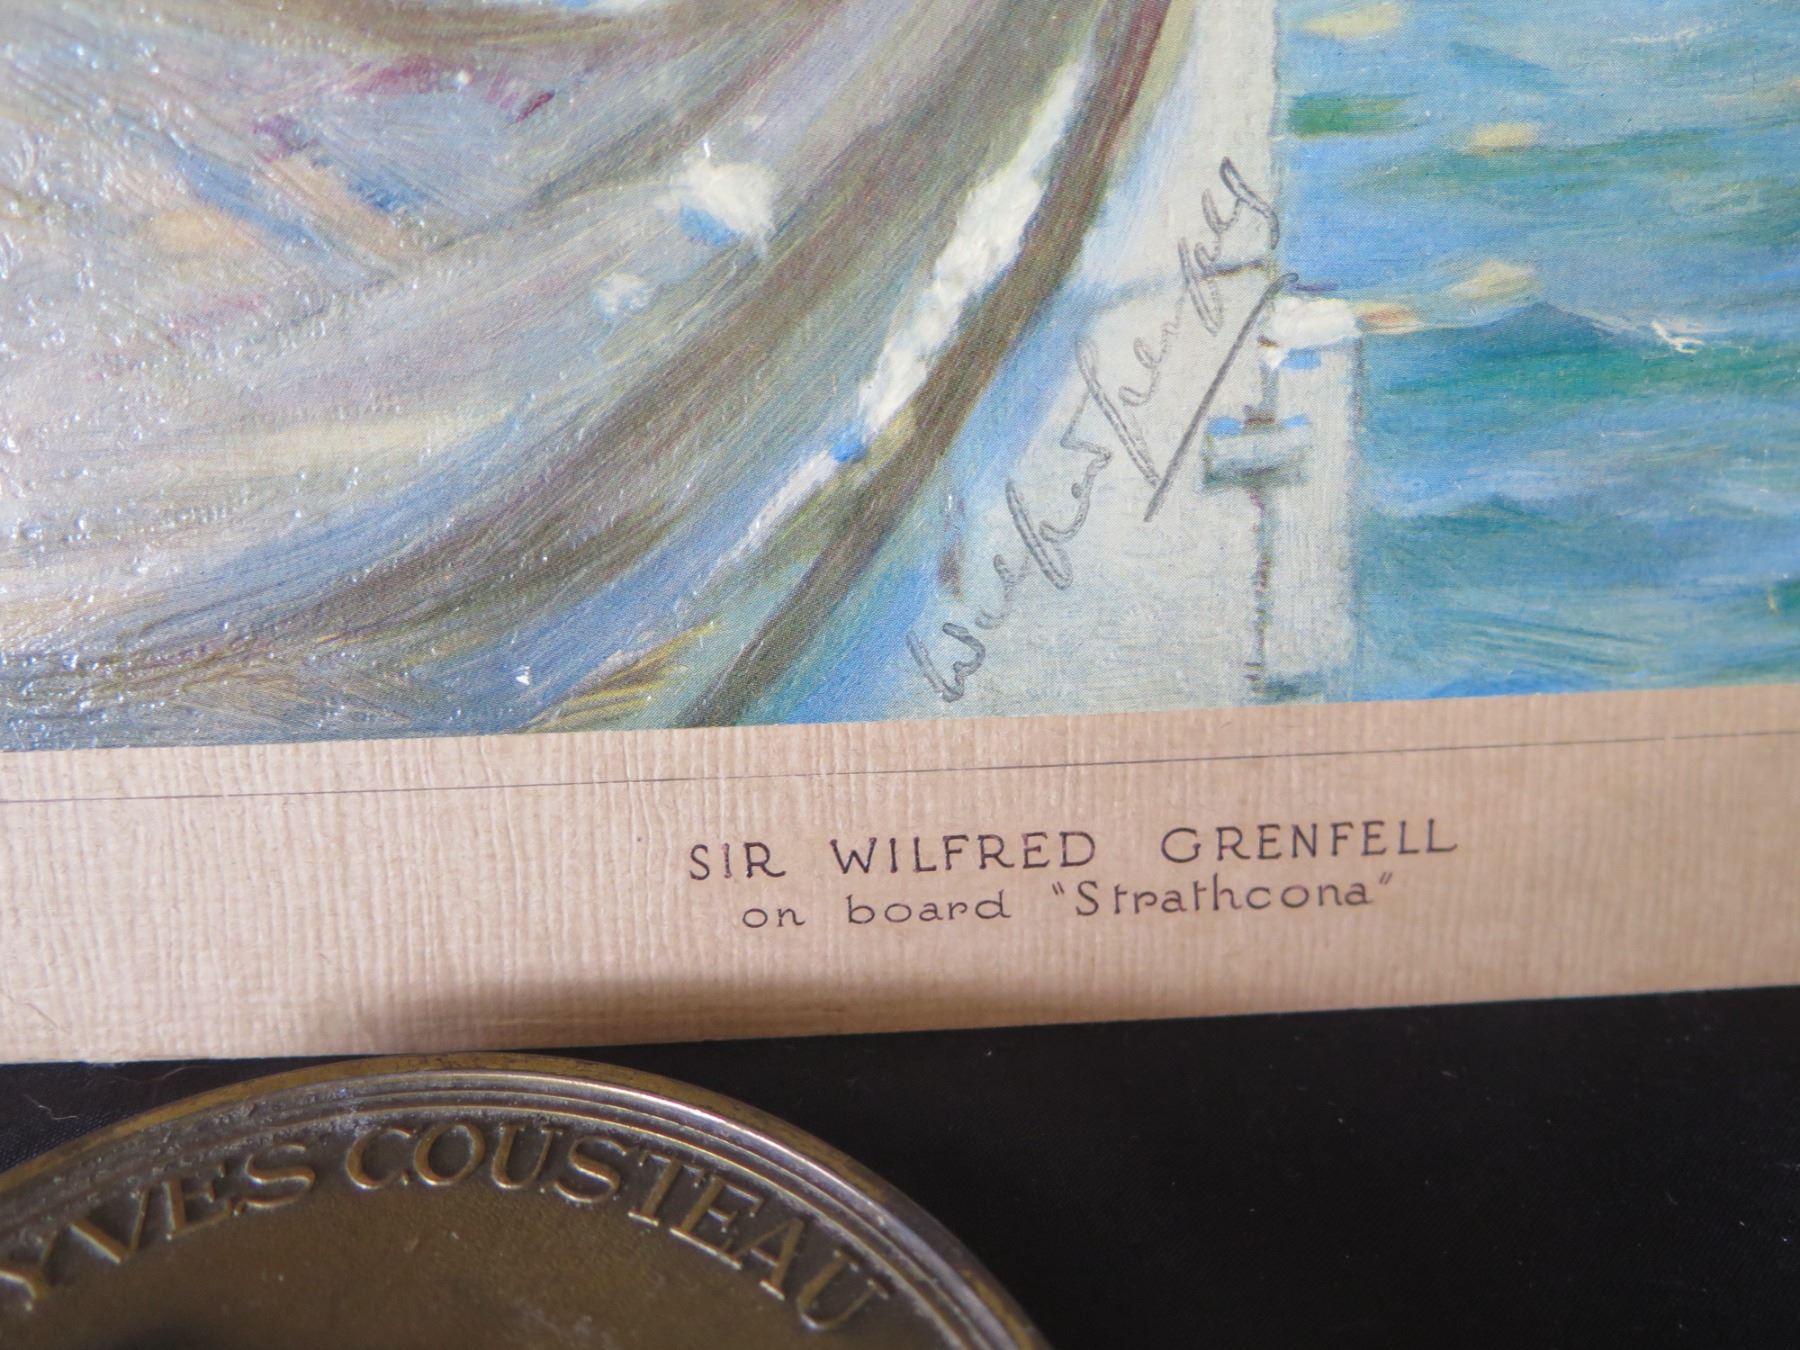 SIR WILFRED GRENFELL
on board "Strathcona"
YVES COUSTEAU